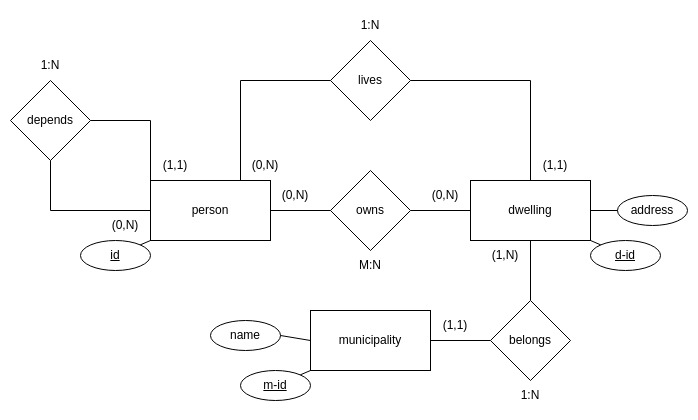 1:N
1:N
lives
depends
(1,1)
(0,N)
(1,1)
(0,N)
(0,N)
person
owns
dwelling
address
(0,N)
id
M:N
(1,N)
d-id
name
municipality
(1,1)
belongs
m-id
1:N